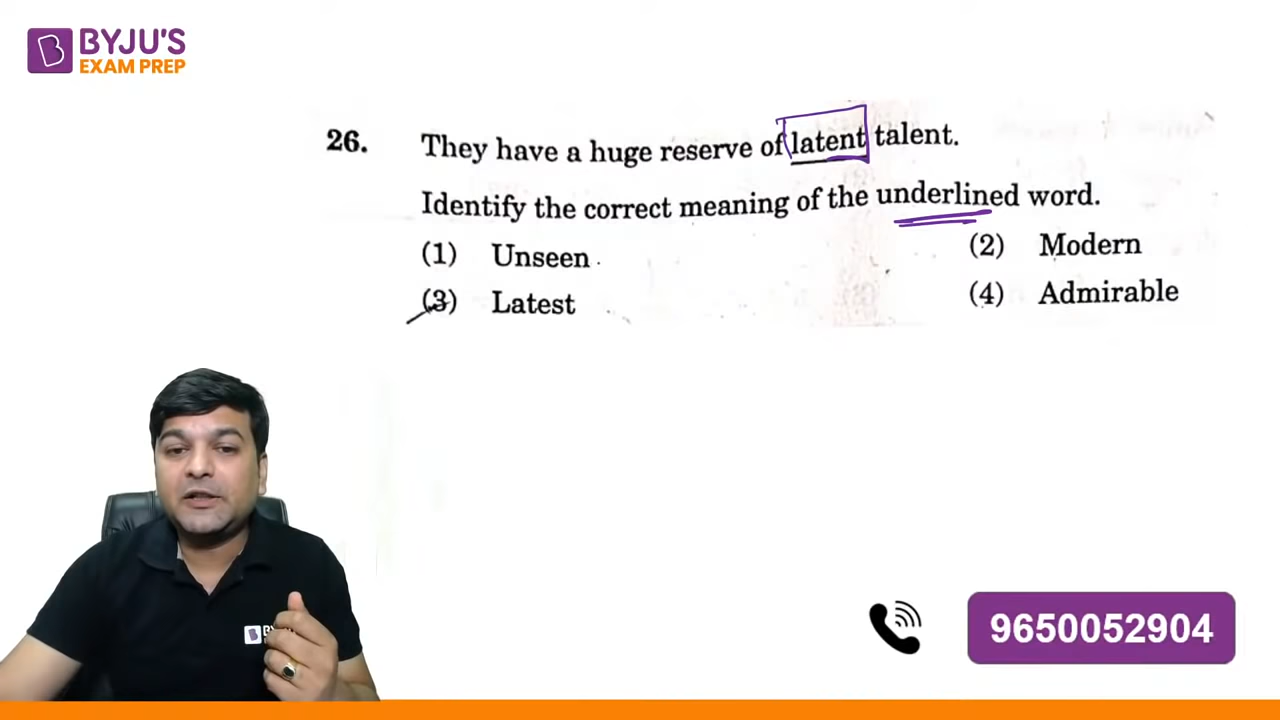 BYJU'S
EXAM PREP
26. They have a huge reserve of latent talent.
Identify the correct meaning of the underlined word.
(1) Unseen (2) Modern
(3) Latest (4) Admirable
9650052904